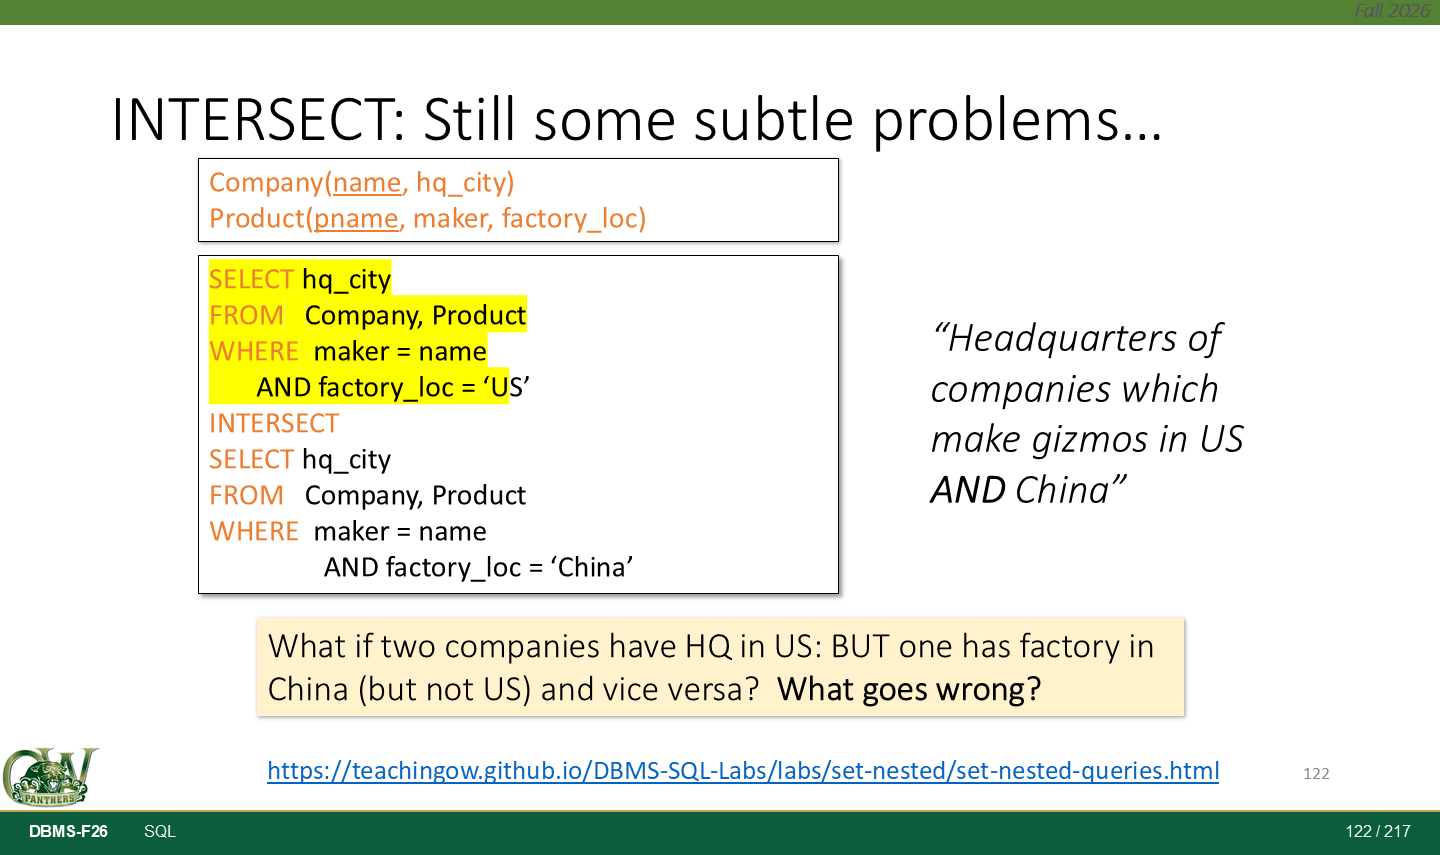 Fall 2026
INTERSECT: Still some subtle problems…
Company(name, hq_city)
Product(pname, maker, factory_loc)
SELECT hq_city
FROM Company, Product
WHERE maker = name
AND factory_loc = ‘US’
INTERSECT
SELECT hq_city
FROM Company, Product
WHERE maker = name
AND factory_loc = ‘China’
“Headquarters of
companies which
make gizmos in US
AND China”
What if two companies have HQ in US: BUT one has factory in
China (but not US) and vice versa? What goes wrong?
https://teachingow.github.io/DBMS-SQL-Labs/labs/set-nested/set-nested-queries.html
122
OW
PANTHERS
DBMS-F26 SQL 122 / 217